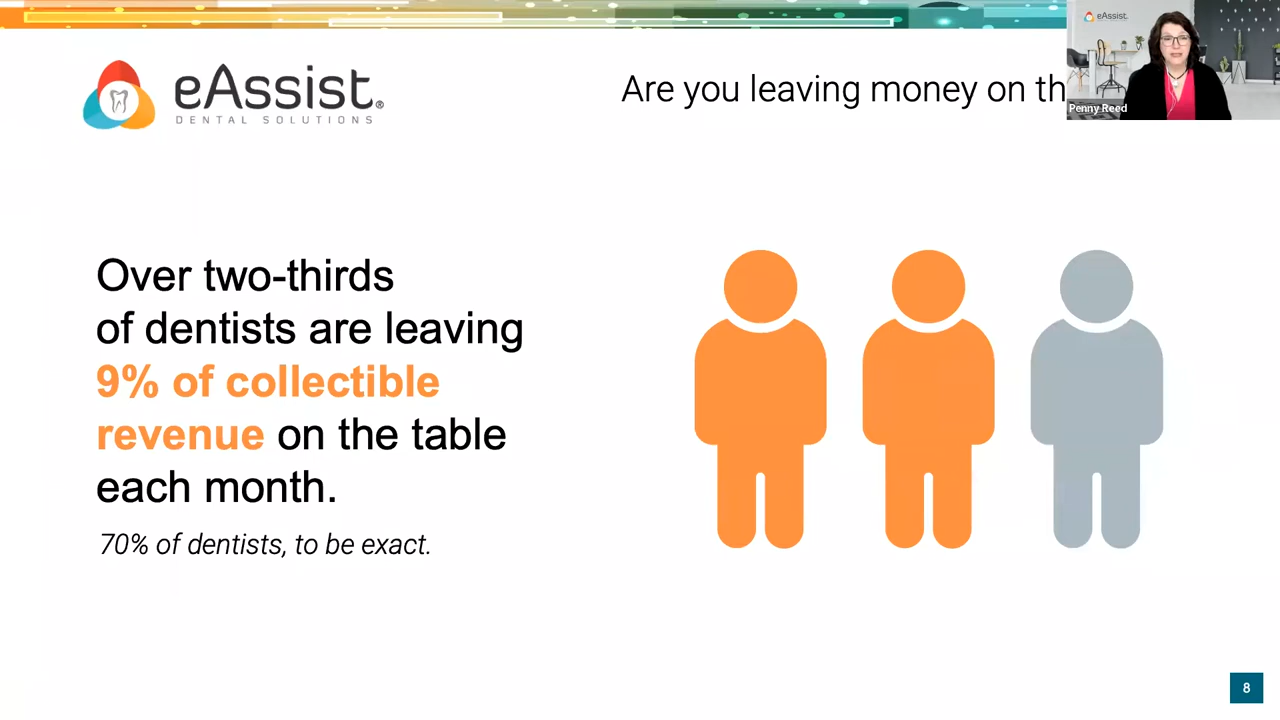 eAssist®
DENTAL SOLUTIONS
Are you leaving money on th
eAssist.
Penny Reed
Over two-thirds
of dentists are leaving
9% of collectible
revenue on the table
each month.
70% of dentists, to be exact.
8